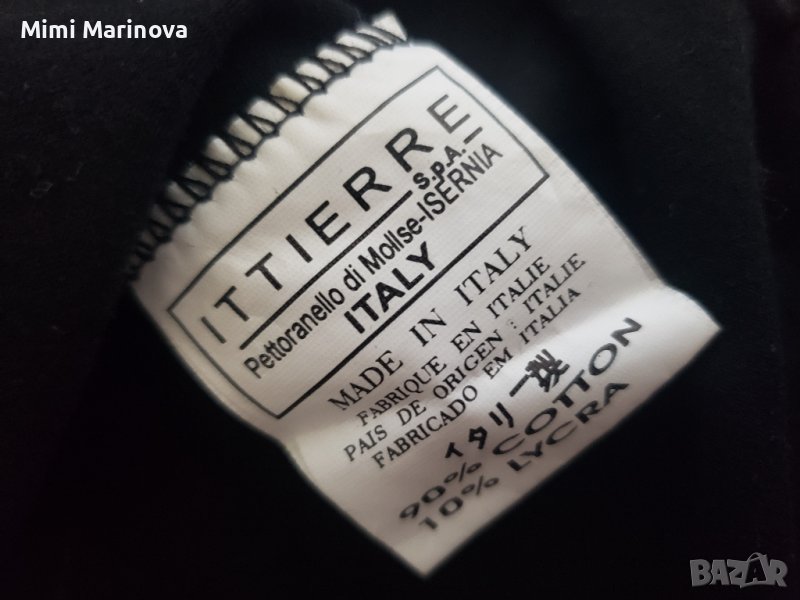 Mimi Marinova
ITTIERRE
S.p.A.
Pettoranello di Mollse-ISERNIA
ITALY
MADE IN ITALY
FABRIQUE EN ITALIE
PAIS DE ORIGEN : ITALIE
FABRICADO EM ITALIA
イタリー製
90% COTTON
10% LYCRA
BAZAR